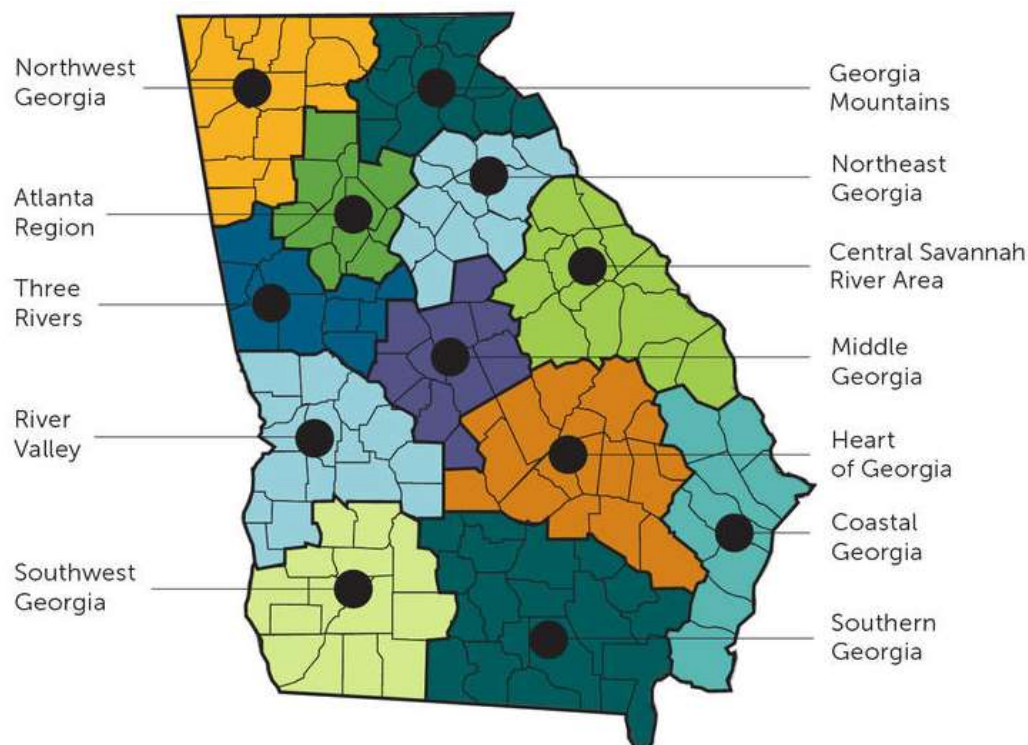 Northwest
Georgia
Atlanta
Region
Three
Rivers
River
Valley
Southwest
Georgia
Georgia
Mountains
Northeast
Georgia
Central Savannah
River Area
Middle
Georgia
Heart
of Georgia
Coastal
Georgia
Southern
Georgia